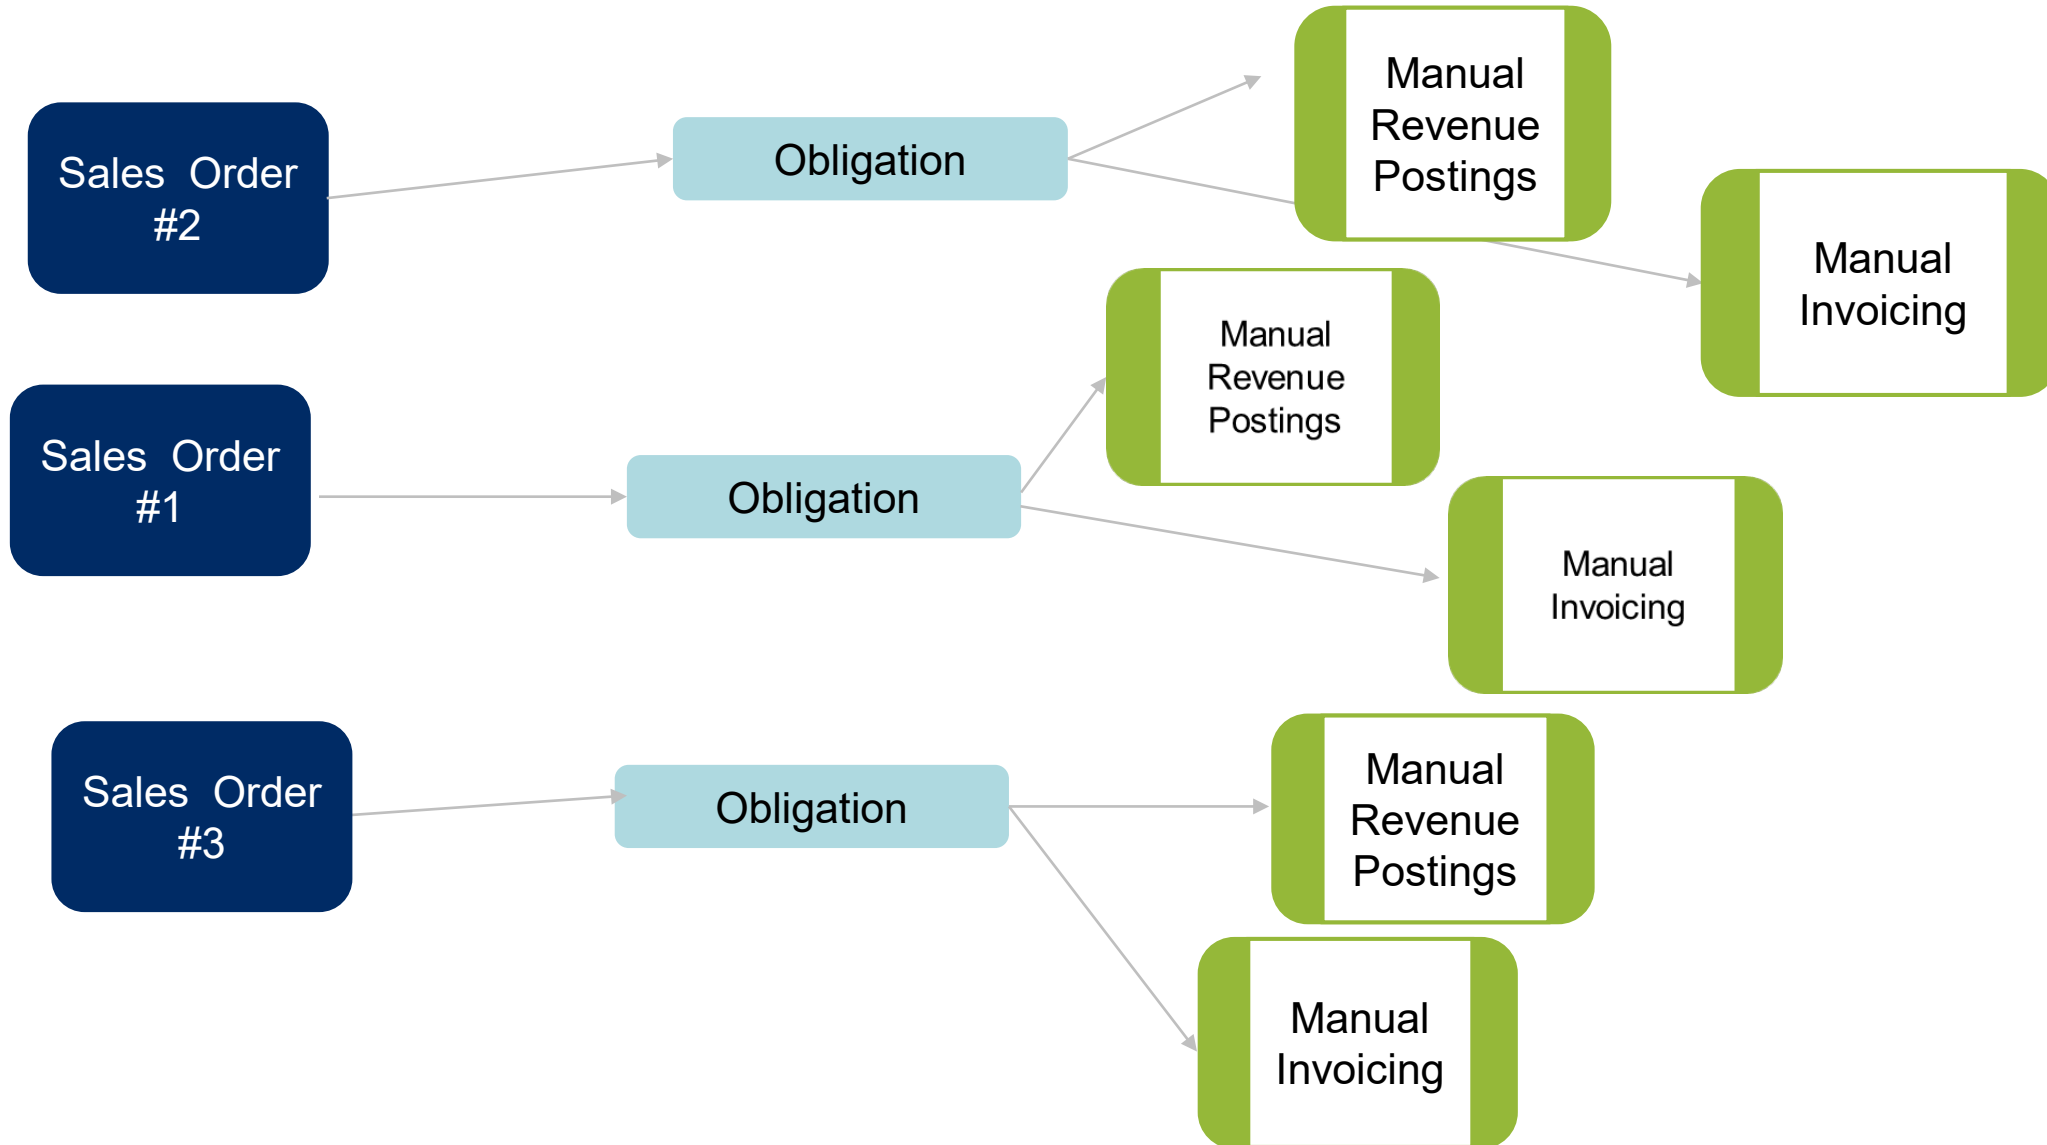 Sales Order
#2
Obligation
Manual
Revenue
Postings
Manual
Invoicing
Sales Order
#1
Obligation
Manual
Revenue
Postings
Manual
Invoicing
Sales Order
#3
Obligation
Manual
Revenue
Postings
Manual
Invoicing